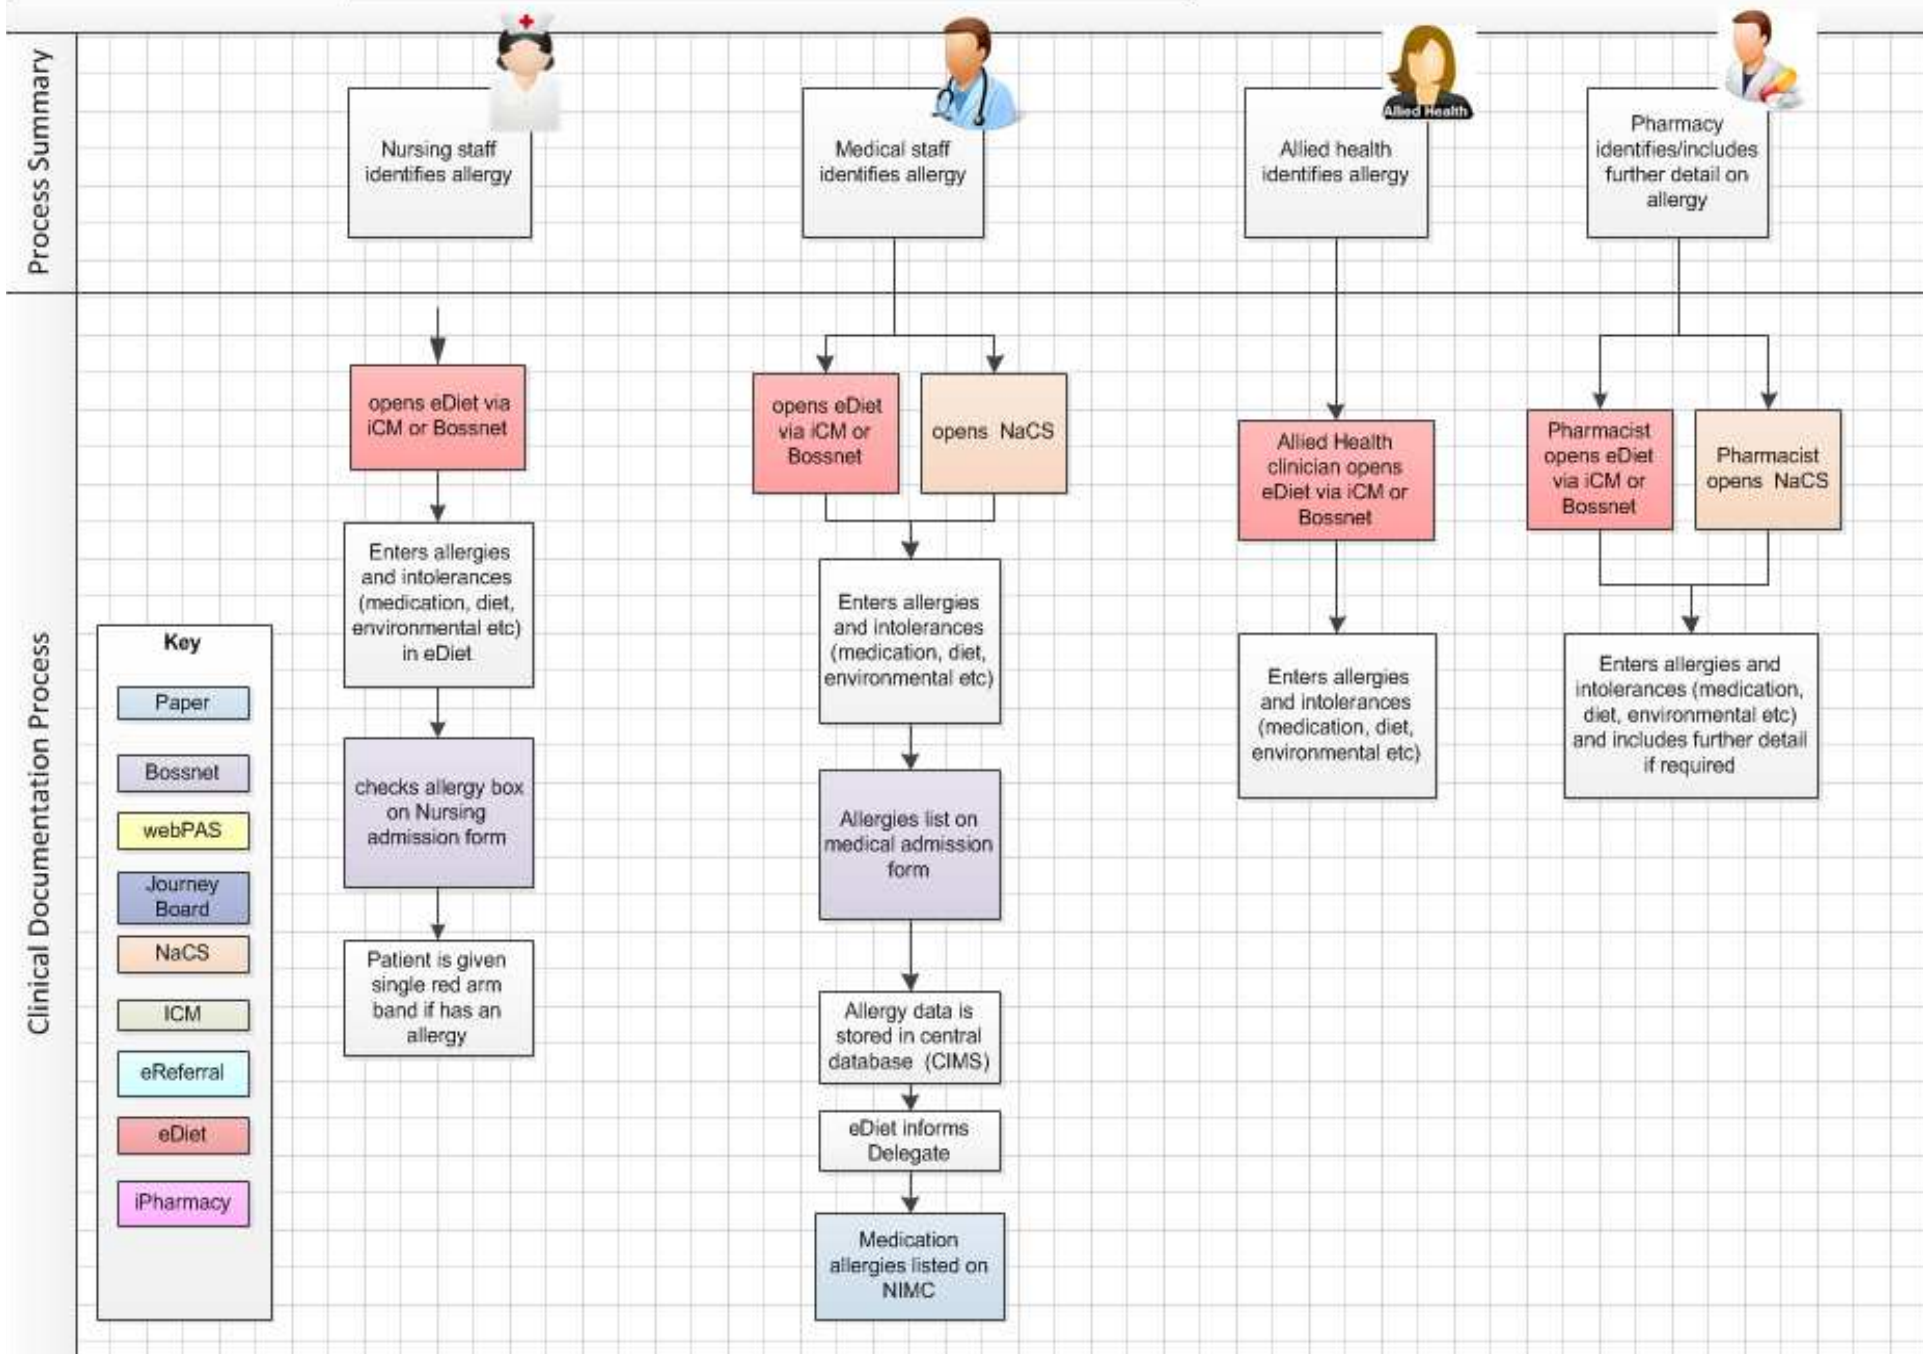 Process Summary
Nursing staff
identifies allergy
Medical staff
identifies allergy
Allied Health
Allied health
identifies allergy
Pharmacy
identifies/includes
further detail on
allergy
Clinical Documentation Process
Key
Paper
Bossnet
webPAS
Journey
Board
NaCS
ICM
eReferral
eDiet
iPharmacy
opens eDiet via
iCM or Bossnet
Enters allergies
and intolerances
(medication, diet,
environmental etc)
in eDiet
checks allergy box
on Nursing
admission form
Patient is given
single red arm
band if has an
allergy
opens eDiet
via iCM or
Bossnet
opens NaCS
Enters allergies
and intolerances
(medication, diet,
environmental etc)
Allergies list on
medical admission
form
Allergy data is
stored in central
database (CIMS)
eDiet informs
Delegate
Medication
allergies listed on
NIMC
Allied Health
clinician opens
eDiet via iCM or
Bossnet
Enters allergies
and intolerances
(medication, diet,
environmental etc)
Pharmacist
opens eDiet
via iCM or
Bossnet
Pharmacist
opens NaCS
Enters allergies and
intolerances (medication,
diet, environmental etc)
and includes further detail
if required